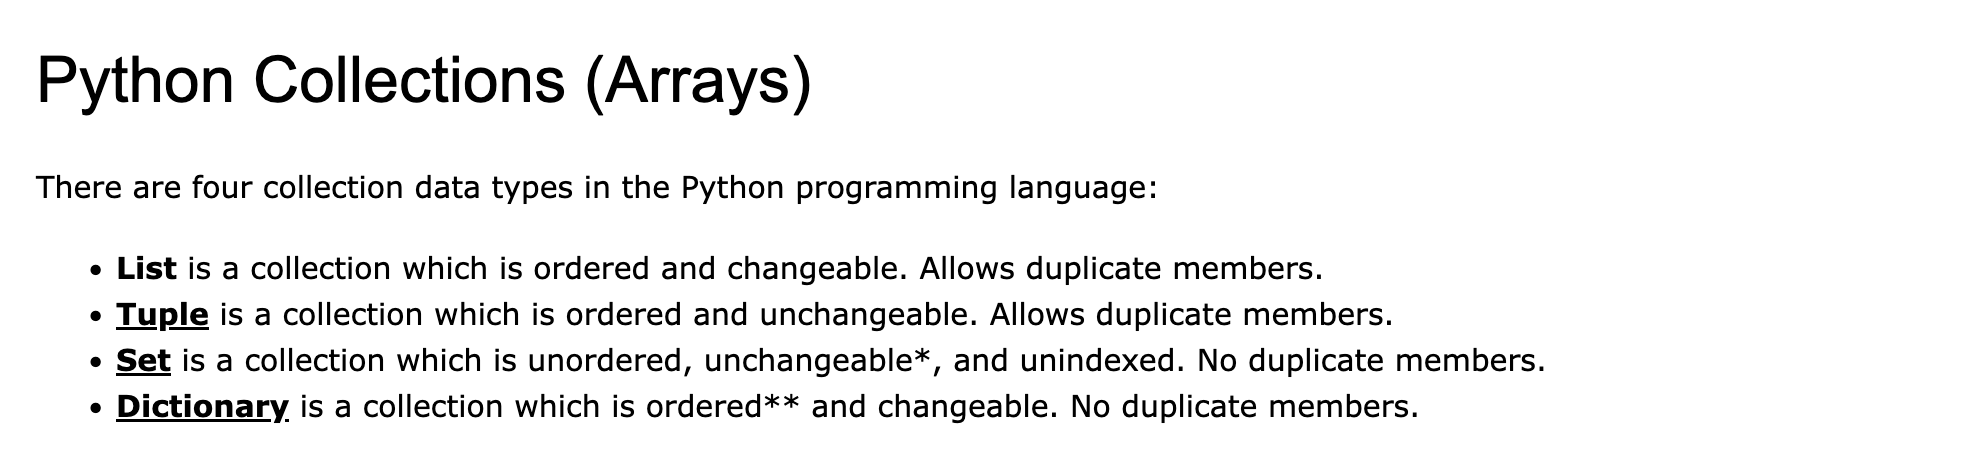 Python Collections (Arrays)
There are four collection data types in the Python programming language:
• List is a collection which is ordered and changeable. Allows duplicate members.
• Tuple is a collection which is ordered and unchangeable. Allows duplicate members.
• Set is a collection which is unordered, unchangeable*, and unindexed. No duplicate members.
• Dictionary is a collection which is ordered** and changeable. No duplicate members.